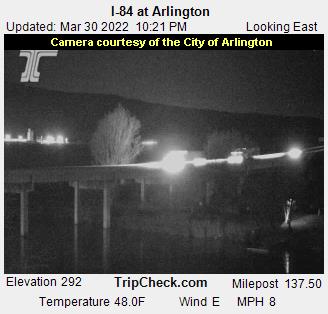 I-84 at Arlington
Updated: Mar 30 2022 10:21 PM Looking East
Camera courtesy of the City of Arlington
Elevation 292 TripCheck.com Milepost 137.50
Temperature 48.0F Wind E MPH 8